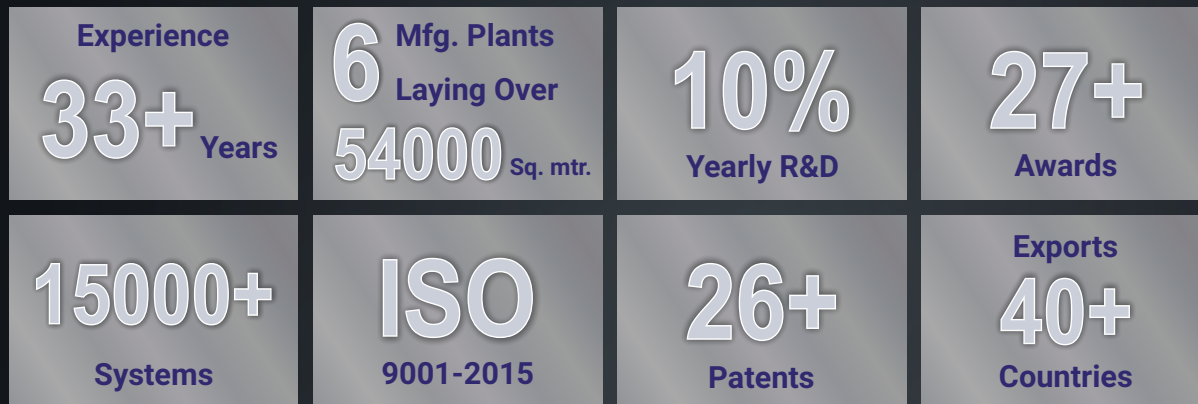 Experience
33+ Years
6 Mfg. Plants
Laying Over
54000 Sq. mtr.
10%
Yearly R&D
27+
Awards
15000+
Systems
ISO
9001-2015
26+
Patents
Exports
40+
Countries